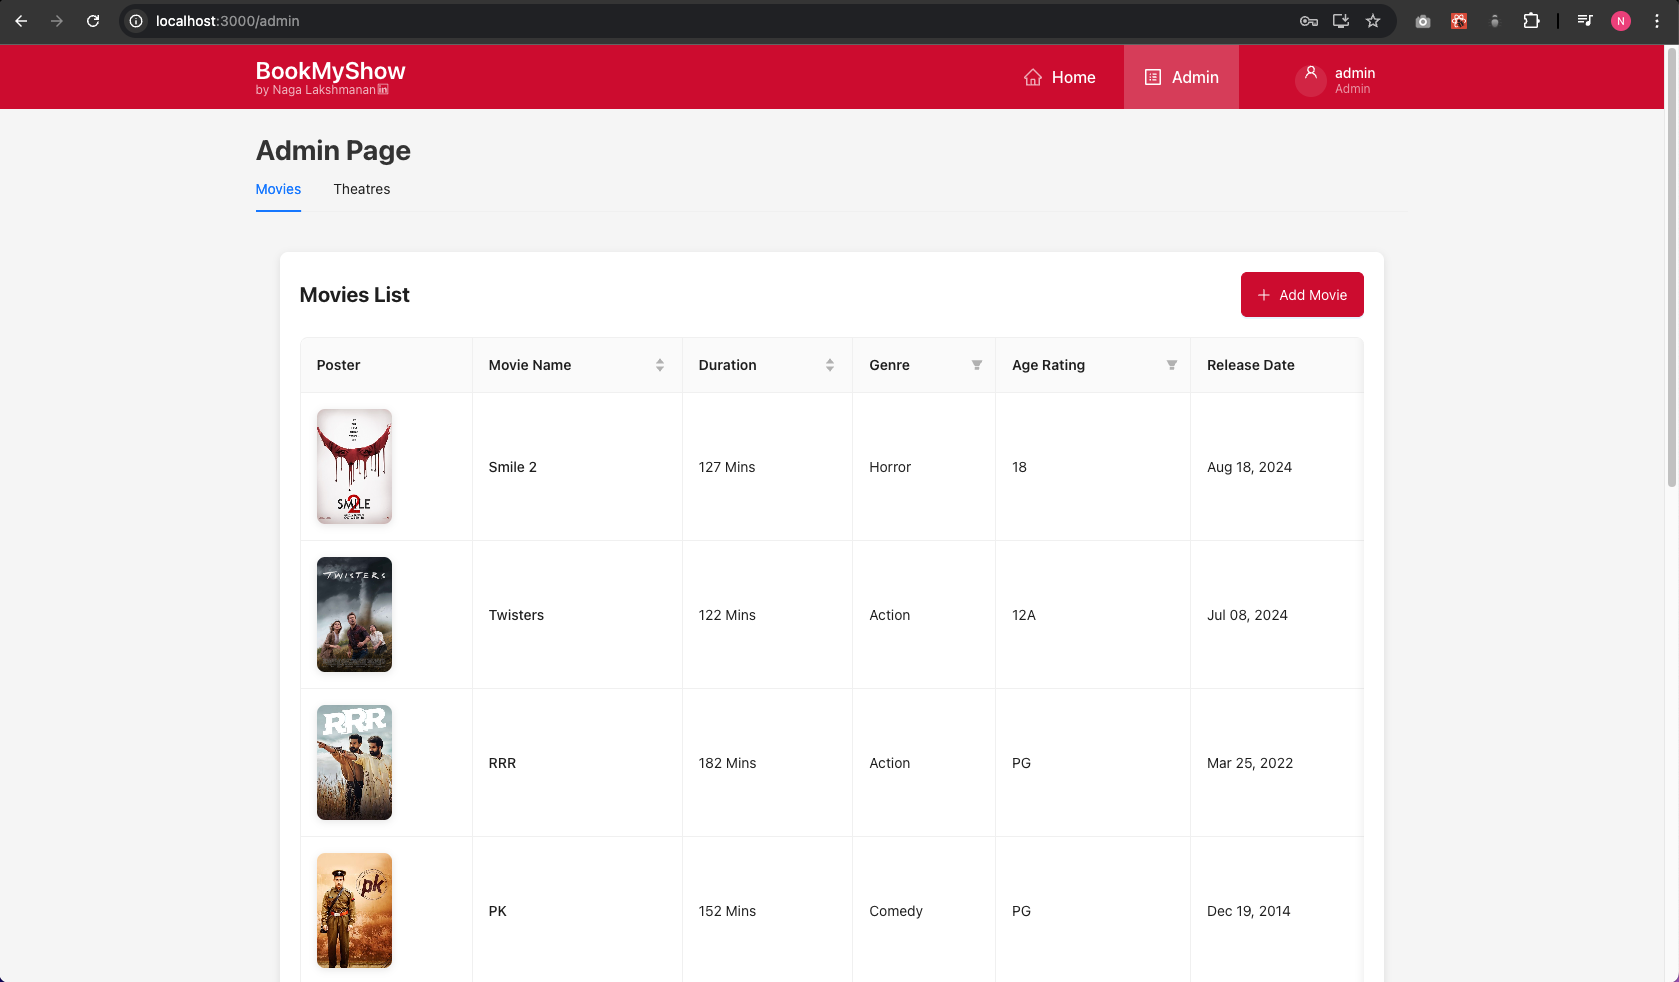 localhost:3000/admin
N
BookMyShow
by Naga Lakshmanan
Home
Admin
admin
Admin
Admin Page
Movies
Theatres
Movies List
+ Add Movie
Poster Movie Name Duration Genre Age Rating Release Date
SMILE
2
Smile 2 127 Mins Horror 18 Aug 18, 2024
TWISTERS
Twisters 122 Mins Action 12A Jul 08, 2024
RRR
RRR 182 Mins Action PG Mar 25, 2022
pk
PK 152 Mins Comedy PG Dec 19, 2014